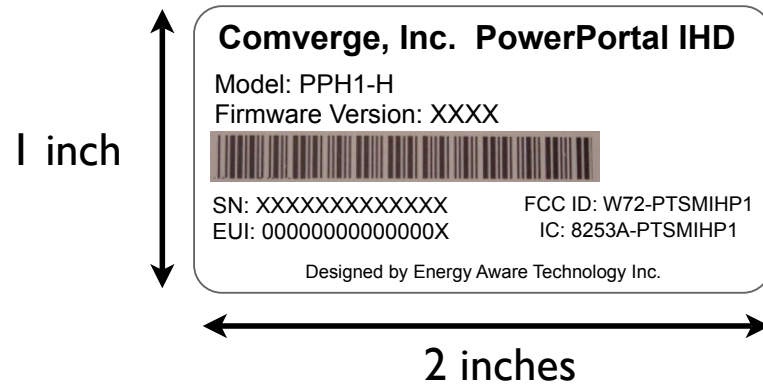 Comverge, Inc. PowerPortal IHD
Model: PPH1-H
Firmware Version: XXXX
1 inch
SN: XXXXXXXXXXXXX FCC ID: W72-PTSMIHP1
EUI: 00000000000000X IC: 8253A-PTSMIHP1
Designed by Energy Aware Technology Inc.
2 inches